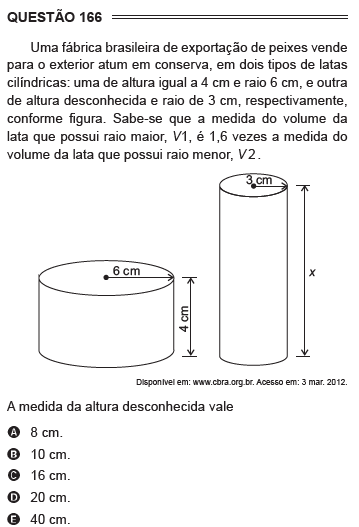 QUESTÃO 166
Uma fábrica brasileira de exportação de peixes vende
para o exterior atum em conserva, em dois tipos de latas
cilíndricas: uma de altura igual a 4 cm e raio 6 cm, e outra
de altura desconhecida e raio de 3 cm, respectivamente,
conforme figura. Sabe-se que a medida do volume da
lata que possui raio maior, V1, é 1,6 vezes a medida do
volume da lata que possui raio menor, V2.
3 cm
6 cm
x
4 cm
Disponível em: www.cbra.org.br. Acesso em: 3 mar. 2012.
A medida da altura desconhecida vale
A 8 cm.
B 10 cm.
C 16 cm.
D 20 cm.
E 40 cm.